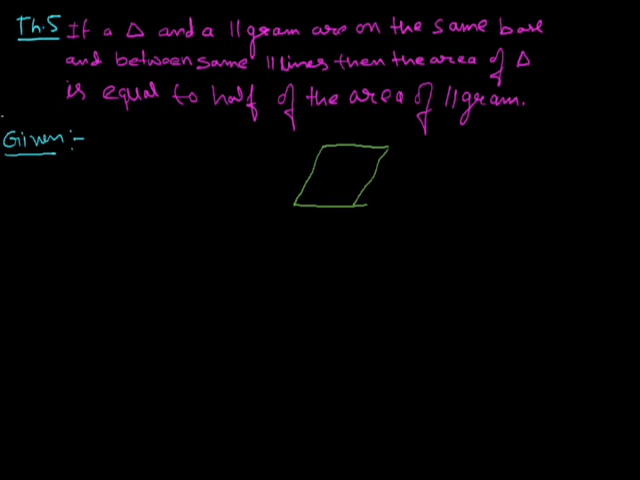 Th.5 If a Δ and a ||gram are on the same base
and between same || lines then the area of Δ
is equal to half of the area of ||gram.
Given :-